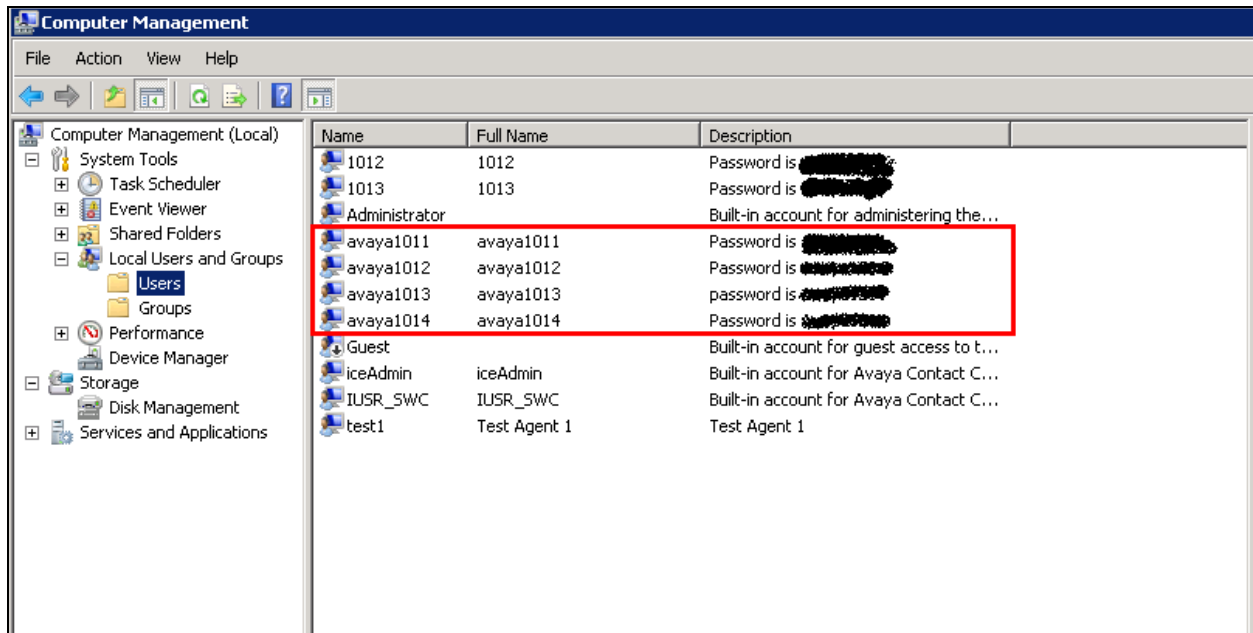 Computer Management
File Action View Help
Computer Management (Local)
System Tools
Task Scheduler
Event Viewer
Shared Folders
Local Users and Groups
Users
Groups
Performance
Device Manager
Storage
Disk Management
Services and Applications
Name Full Name Description
1012 1012 Password is
1013 1013 Password is
Administrator Built-in account for administering the...
avaya1011 avaya1011 Password is
avaya1012 avaya1012 Password is
avaya1013 avaya1013 password is
avaya1014 avaya1014 Password is
Guest Built-in account for guest access to t...
iceAdmin iceAdmin Built-in account for Avaya Contact C...
IUSR_SWC IUSR_SWC Built-in account for Avaya Contact C...
test1 Test Agent 1 Test Agent 1